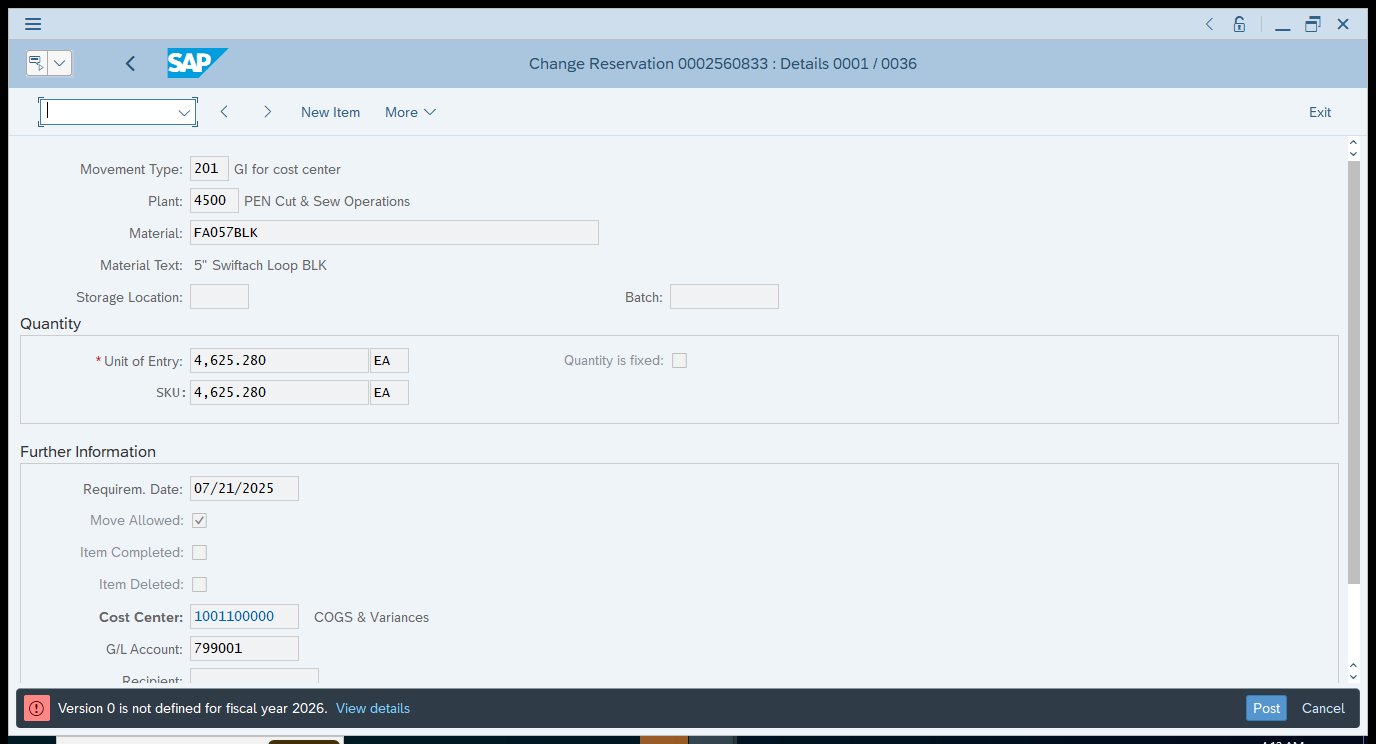 SAP
Change Reservation 0002560833 : Details 0001 / 0036
New Item More Exit
Movement Type: 201 GI for cost center
Plant: 4500 PEN Cut & Sew Operations
Material: FA057BLK
Material Text: 5" Swiftach Loop BLK
Storage Location: Batch:
Quantity
* Unit of Entry: 4,625.280 EA Quantity is fixed:
SKU: 4,625.280 EA
Further Information
Requirem. Date: 07/21/2025
Move Allowed:
Item Completed:
Item Deleted:
Cost Center: 1001100000 COGS & Variances
G/L Account: 799001
Recipient:
Version 0 is not defined for fiscal year 2026. View details Post Cancel